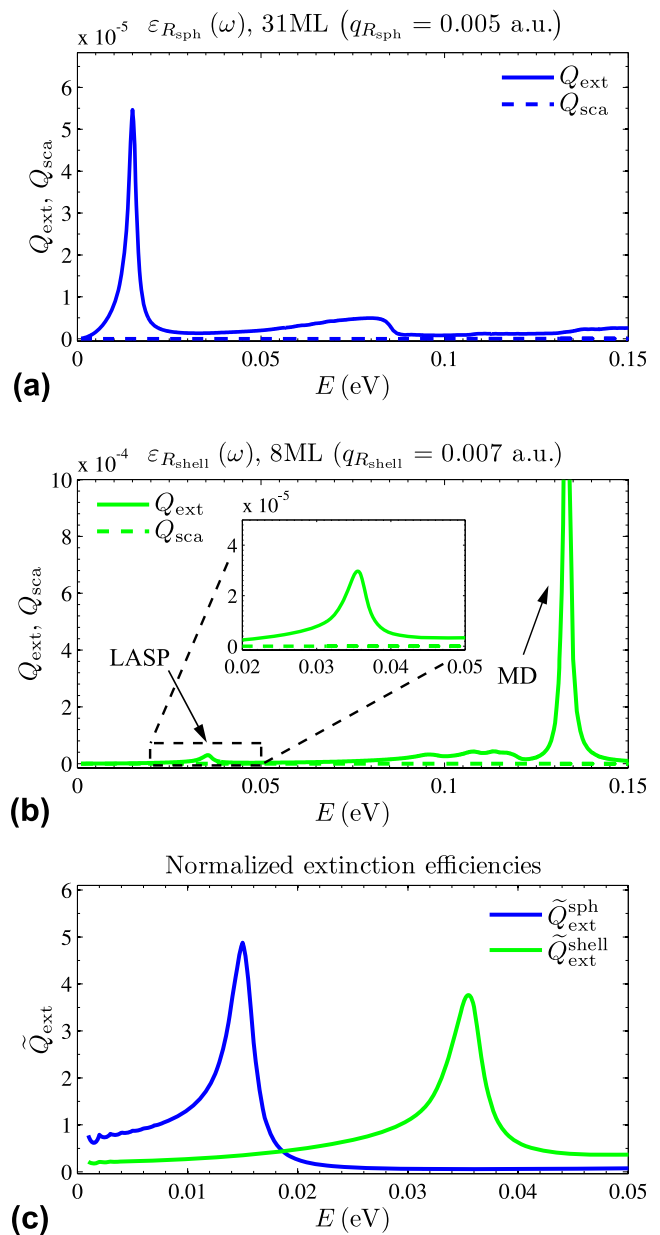 x 10⁻⁵ ε_{R_sph} (ω), 31ML (q_{R_sph} = 0.005 a.u.)
6
5
4
3
2
1
0
Q_ext, Q_sca
Q_ext
Q_sca
0 0.05 0.1 0.15
E (eV)
(a)
x 10⁻⁴ ε_{R_shell} (ω), 8ML (q_{R_shell} = 0.007 a.u.)
10
8
6
4
2
0
Q_ext, Q_sca
Q_ext
Q_sca
x 10⁻⁵
4
2
0
0.02 0.03 0.04 0.05
LASP
MD
0 0.05 0.1 0.15
E (eV)
(b)
Normalized extinction efficiencies
6
5
4
3
2
1
0
Q̃_ext
Q̃_ext^sph
Q̃_ext^shell
0 0.01 0.02 0.03 0.04 0.05
E (eV)
(c)